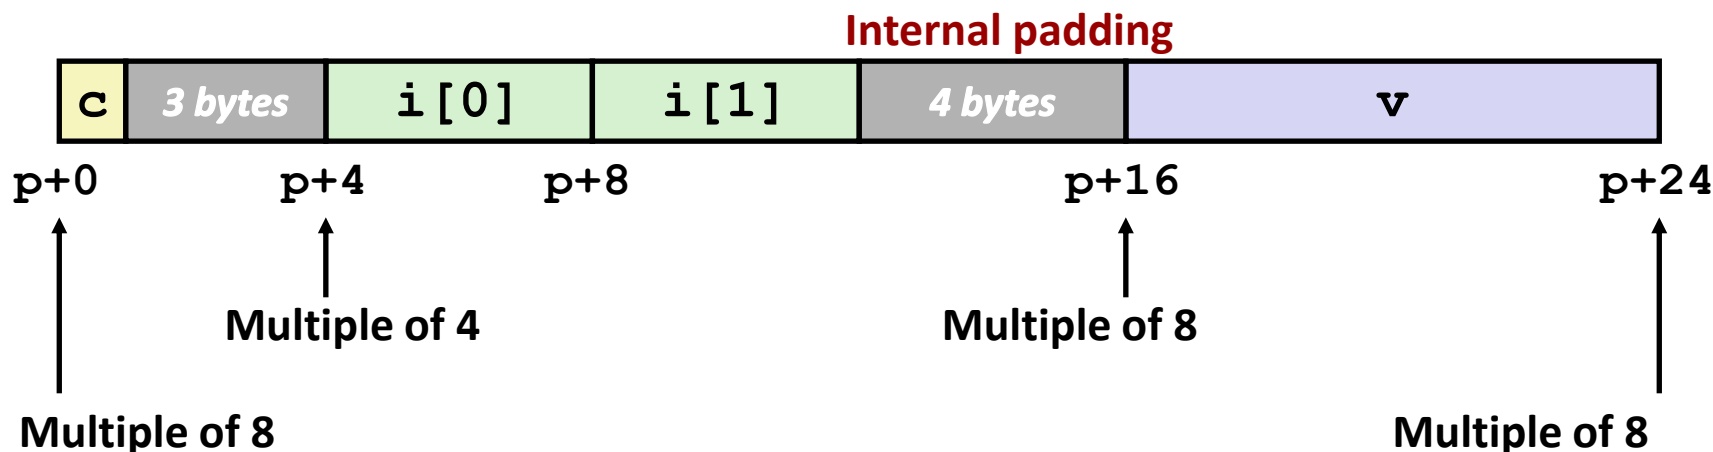 Internal padding
c 3 bytes i[0] i[1] 4 bytes v
p+0 p+4 p+8 p+16 p+24
Multiple of 4 Multiple of 8
Multiple of 8 Multiple of 8